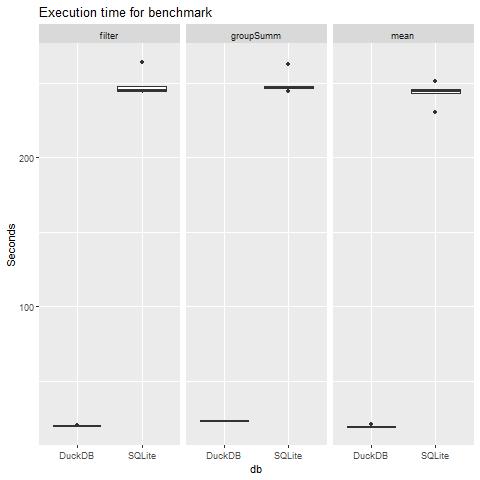 Execution time for benchmark
filter groupSumm mean
200
100
Seconds
DuckDB SQLite DuckDB SQLite DuckDB SQLite
db